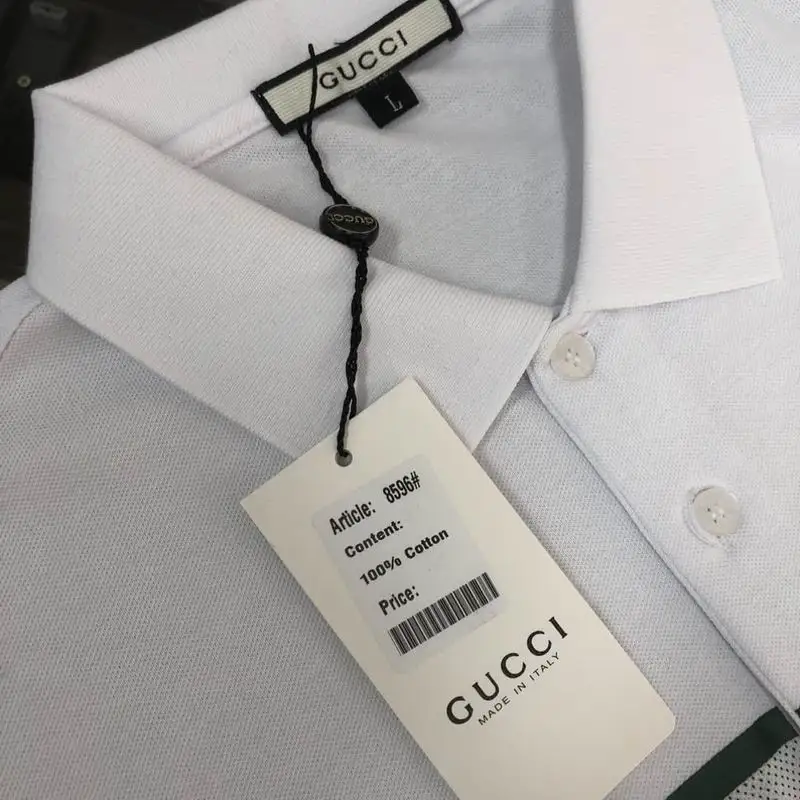 GUCCI
L
GUCCI
Article: 8596#
Content:
100% Cotton
Price:
GUCCI
MADE IN ITALY